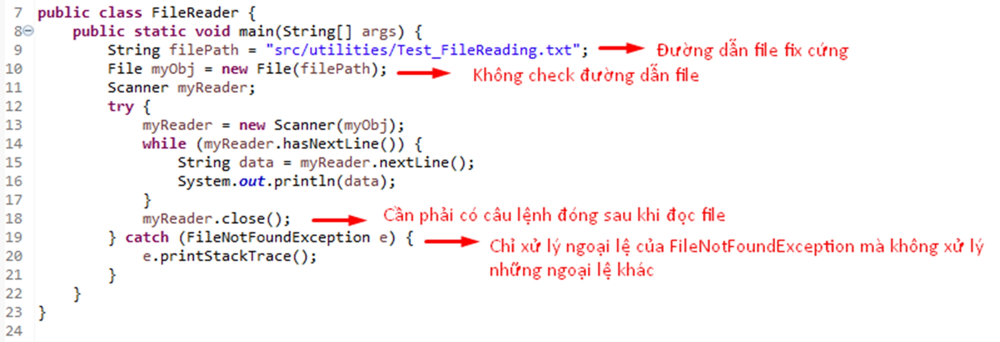 7 public class FileReader {
8 public static void main(String[] args) {
9 String filePath = "src/utilities/Test_FileReading.txt"; Đường dẫn file fix cứng
10 File myObj = new File(filePath); Không check đường dẫn file
11 Scanner myReader;
12 try {
13 myReader = new Scanner(myObj);
14 while (myReader.hasNextLine()) {
15 String data = myReader.nextLine();
16 System.out.println(data);
17 }
18 myReader.close(); Cần phải có câu lệnh đóng sau khi đọc file
19 } catch (FileNotFoundException e) { Chỉ xử lý ngoại lệ của FileNotFoundException mà không xử lý
20 e.printStackTrace();
những ngoại lệ khác
21 }
22 }
23 }
24